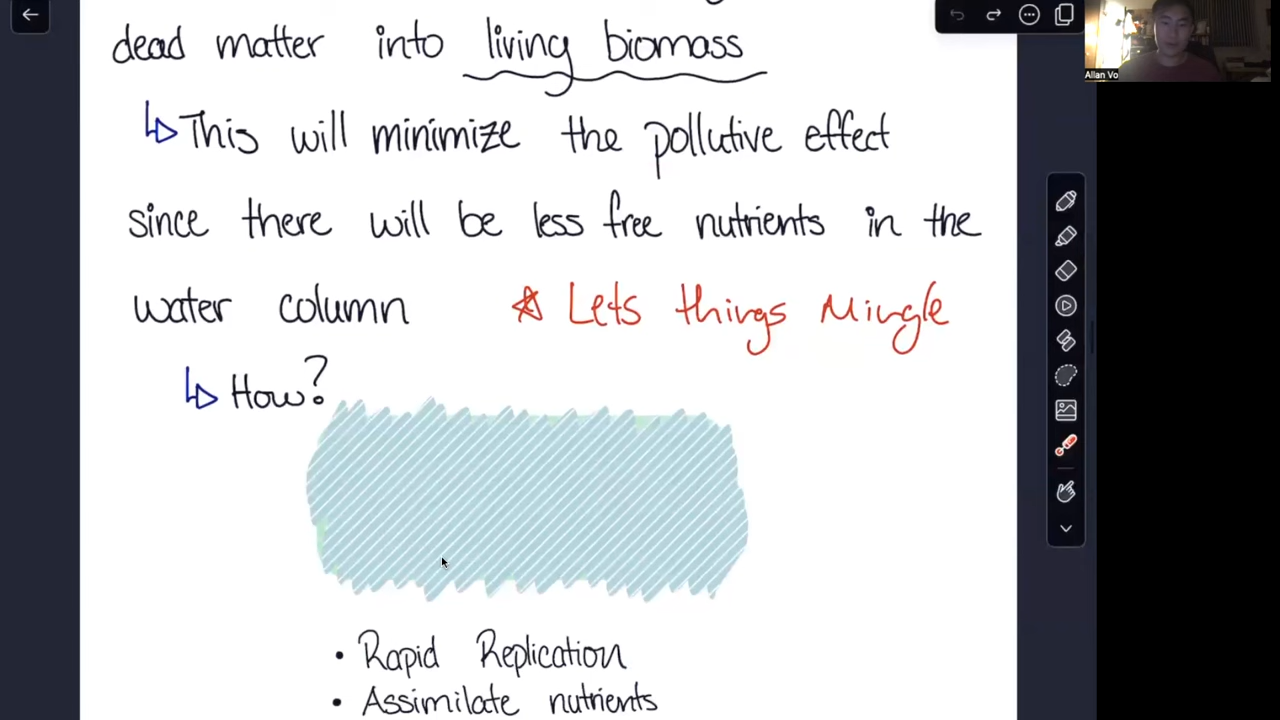 dead matter into living biomass
This will minimize the pollutive effect
since there will be less free nutrients in the
water column
Lets things Mingle
How?
• Rapid Replication
• Assimilate nutrients
Allan Vo